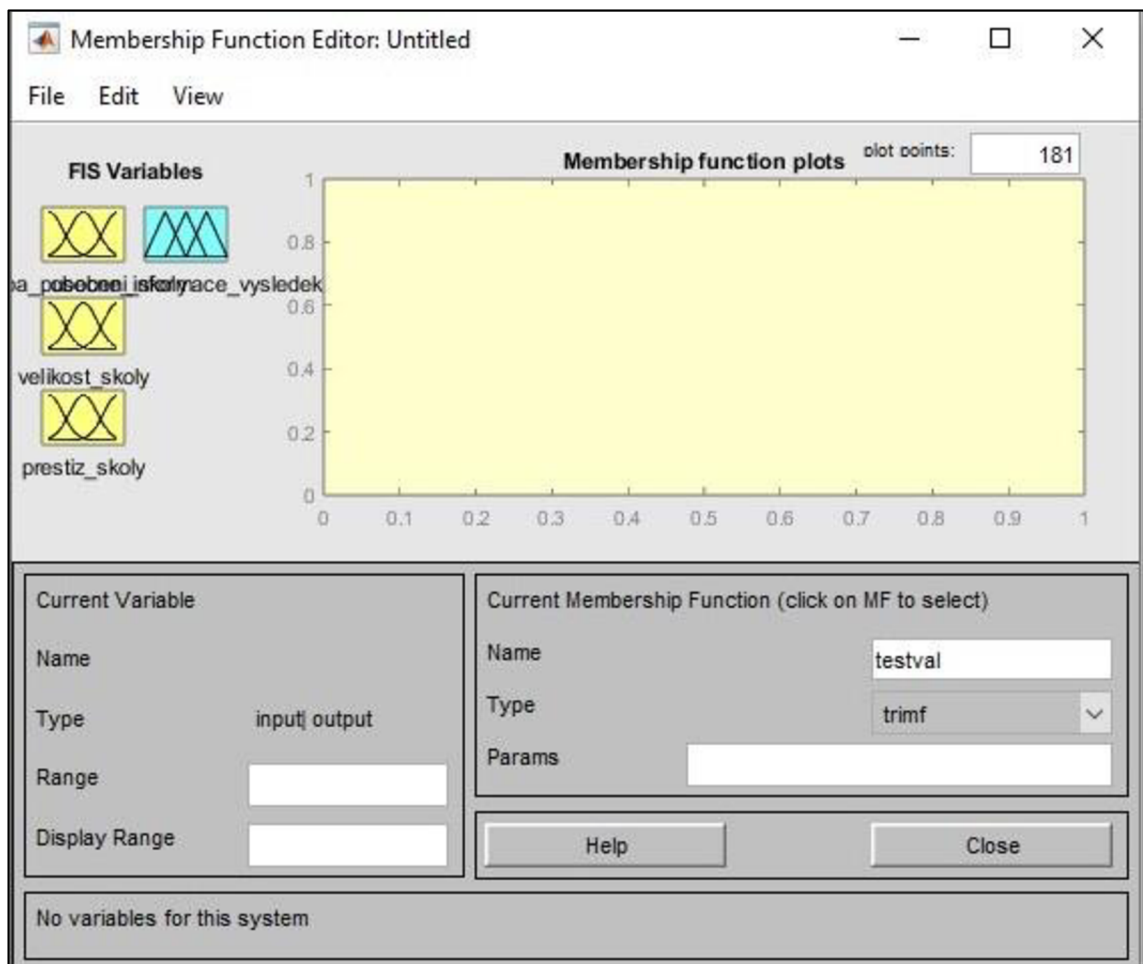 Membership Function Editor: Untitled
File Edit View
FIS Variables
Membership function plots
plot points:
181
velikost_skoly
prestiz_skoly
1
0.8
0.6
0.4
0.2
0
0 0.1 0.2 0.3 0.4 0.5 0.6 0.7 0.8 0.9 1
Current Variable
Name
Type input| output
Range
Display Range
Current Membership Function (click on MF to select)
Name testval
Type trimf
Params
Help Close
No variables for this system